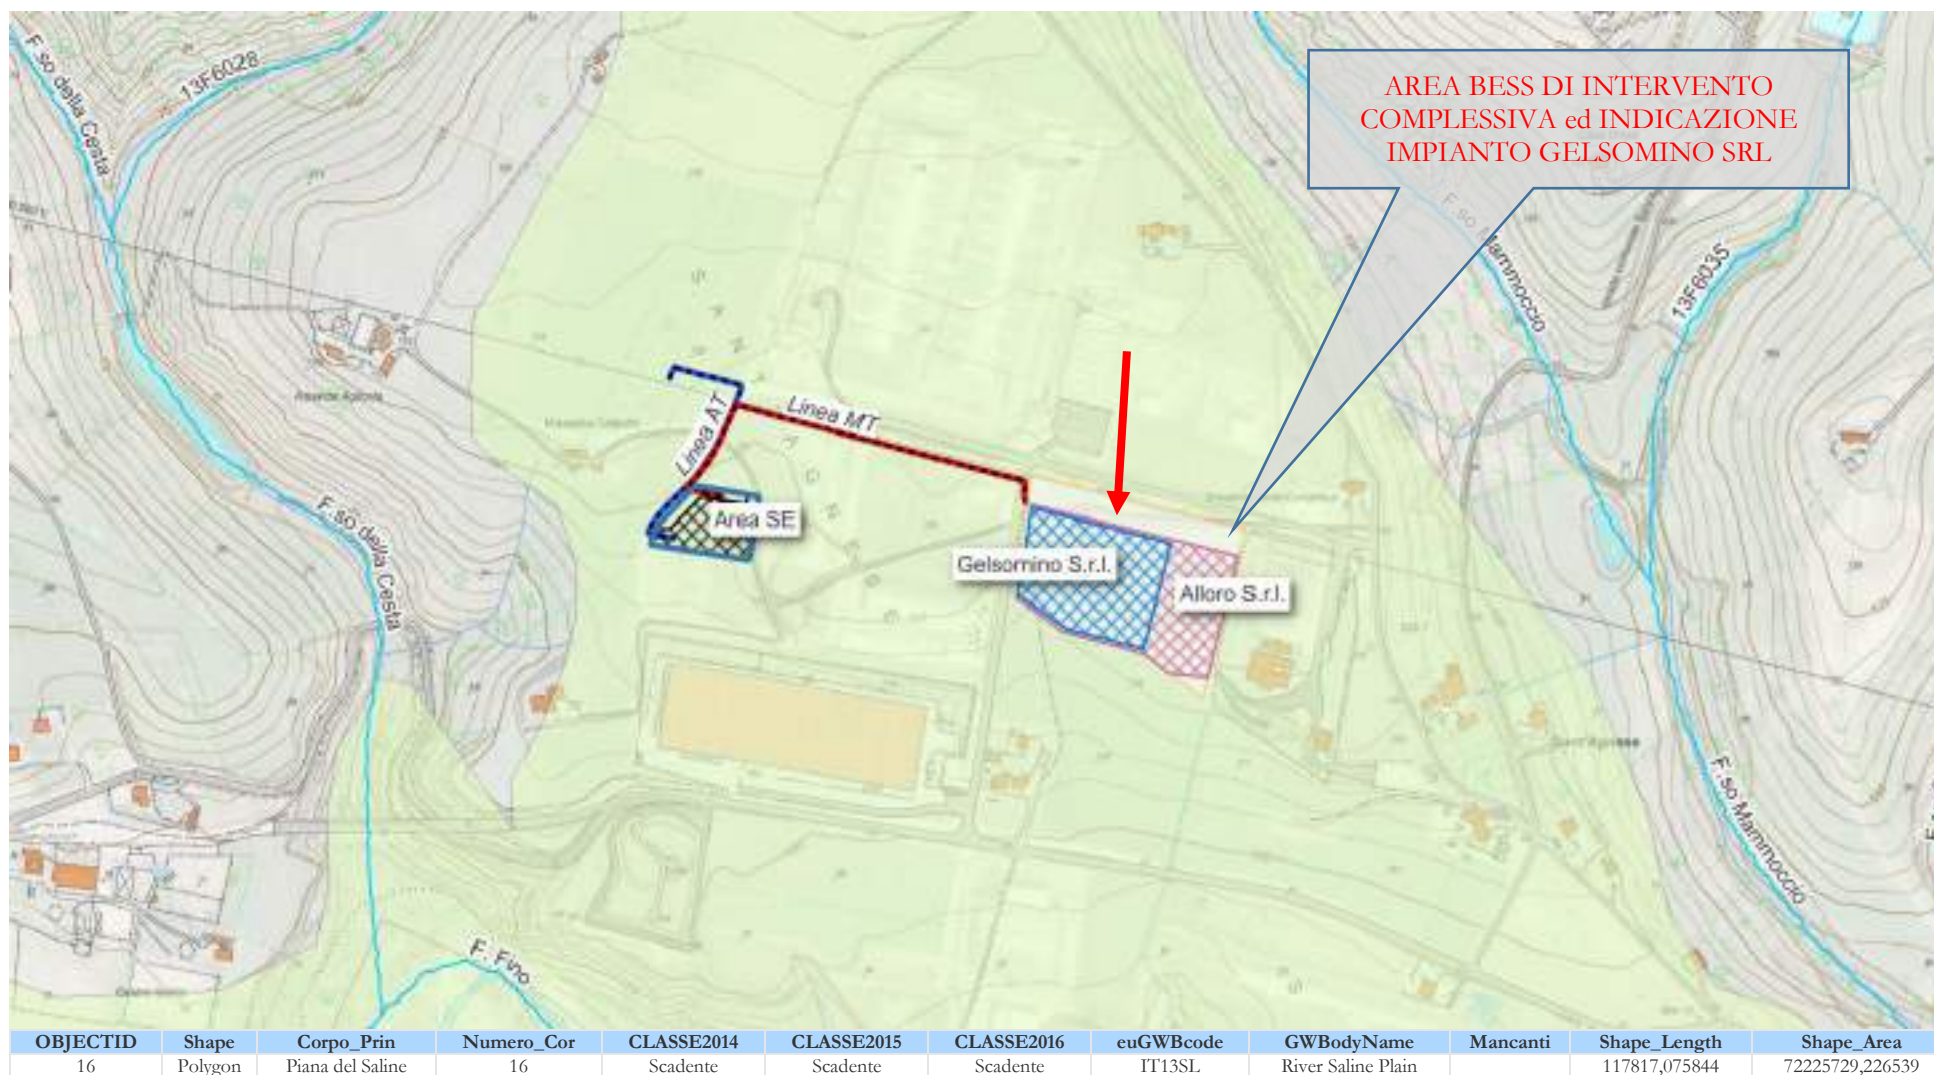 F.so della Cesta
13F6028
AREA BESS DI INTERVENTO
COMPLESSIVA ed INDICAZIONE
IMPIANTO GELSOMINO SRL
F.so Mammoccio
13F6035
Linea AT
Linea MT
Area SE
Gelsomino S.r.l.
Alloro S.r.l.
F.so della Cesta
F.so Mammoccio
F. Fino
OBJECTID Shape Corpo_Prin Numero_Cor CLASSE2014 CLASSE2015 CLASSE2016 euGWBcode GWBodyName Mancanti Shape_Length Shape_Area
16 Polygon Piana del Saline 16 Scadente Scadente Scadente IT13SL River Saline Plain 117817,075844 72225729,226539